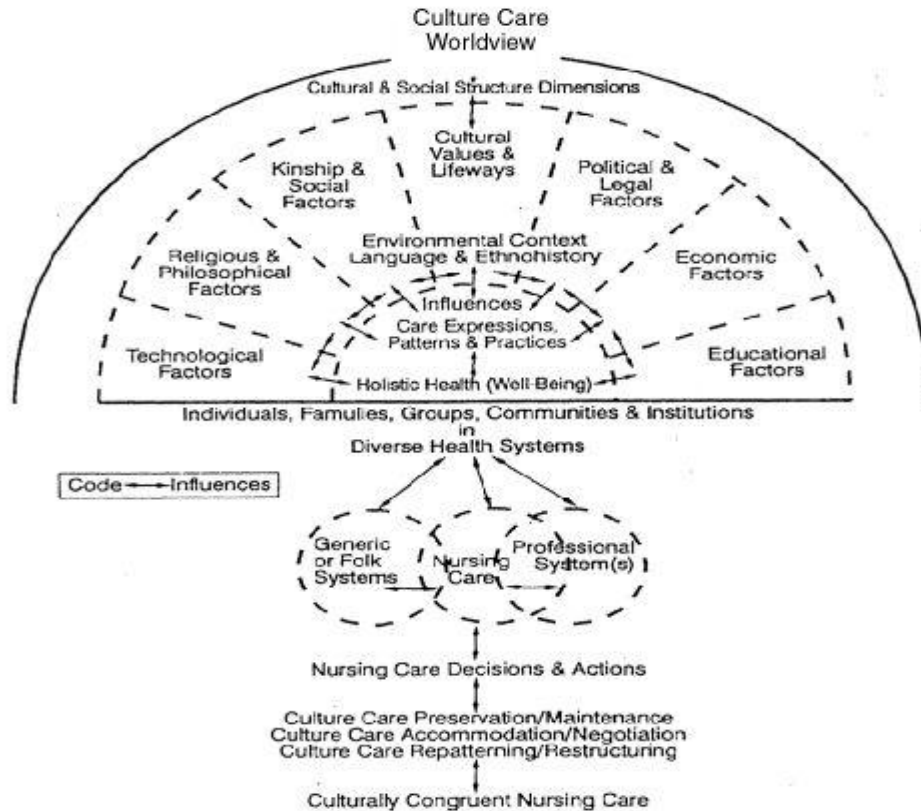 Culture Care
Worldview
Cultural & Social Structure Dimensions
Cultural
Values &
Lifeways
Kinship &
Social
Factors
Political &
Legal
Factors
Religious &
Philosophical
Factors
Environmental Context
Language & Ethnohistory
Economic
Factors
Influences
Care Expressions,
Patterns & Practices
Technological
Factors
Educational
Factors
Holistic Health (Well-Being)
Individuals, Families, Groups, Communities & Institutions
in
Diverse Health Systems
Code Influences
Generic
or Folk
Systems
Nursing
Care
Professional
System(s)
Nursing Care Decisions & Actions
Culture Care Preservation/Maintenance
Culture Care Accommodation/Negotiation
Culture Care Repatterning/Restructuring
Culturally Congruent Nursing Care